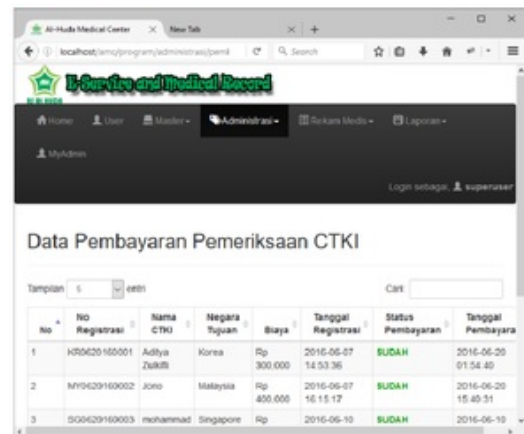 Al-Huda Medical Center
New Tab
localhost/amc/program/administrasi/pemb
Search
E-Service and Medical Record
Home User Master Administrasi Rekam Medis Laporan
MyAdmin
Login sebagai, superuser
Data Pembayaran Pemeriksaan CTKI
Tampilan 5 entri Cari:
No No Registrasi Nama CTKI Negara Tujuan Biaya Tanggal Registrasi Status Pembayaran Tanggal Pembayara
1 KR0620160001 Aditya Zulkifli Korea Rp 300.000 2016-06-07 14:53:36 SUDAH 2016-06-20 01:54:40
2 MY0620160002 Jono Malaysia Rp 400.000 2016-06-07 16:15:17 SUDAH 2016-06-20 15:40:31
3 SG0620160003 mohammad Singapore Rp 2016-06-10 SUDAH 2016-06-10